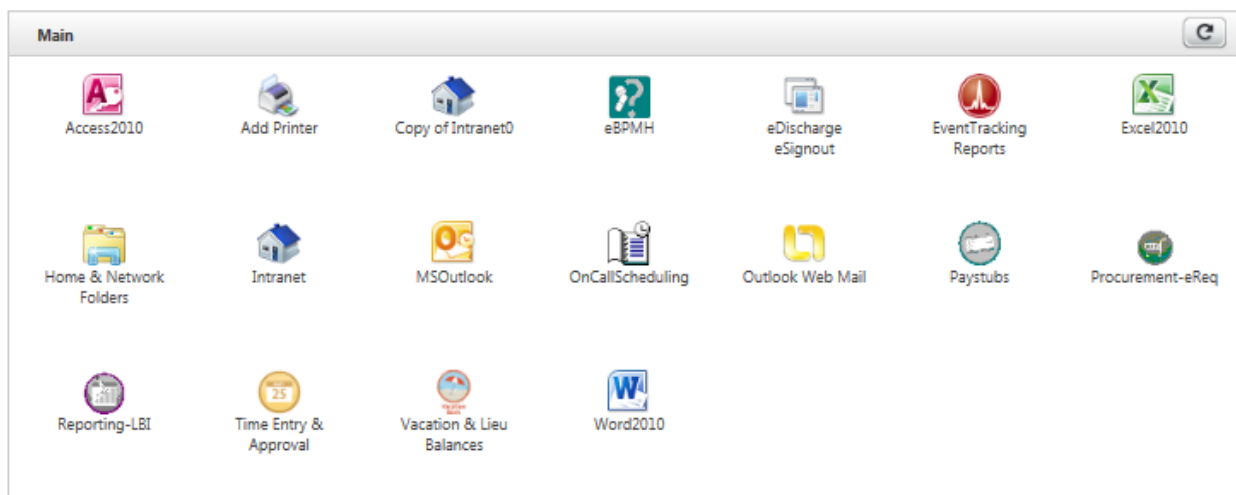 Main
Access2010
Add Printer
Copy of Intranet0
eBPMH
eDischarge
eSignout
EventTracking
Reports
Excel2010
Home & Network
Folders
Intranet
MSOutlook
OnCallScheduling
Outlook Web Mail
Paystubs
Procurement-eReq
Reporting-LBI
25
Time Entry &
Approval
Vacation & Lieu
Balances
Word2010